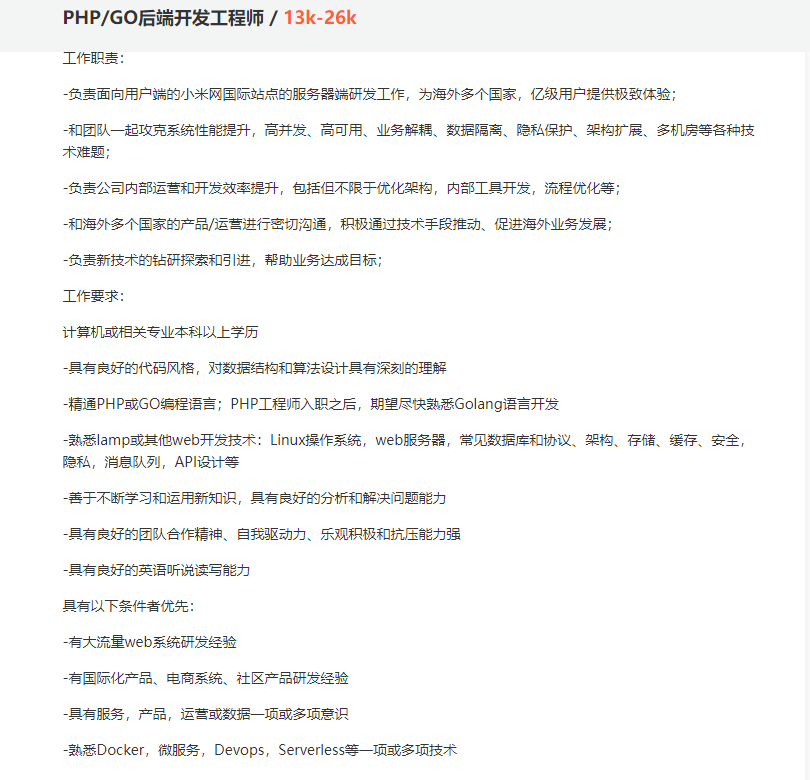 PHP/GO后端开发工程师 / 13k-26k
工作职责：
-负责面向用户端的小米网国际站点的服务器端研发工作，为海外多个国家，亿级用户提供极致体验；
-和团队一起攻克系统性能提升，高并发、高可用、业务解耦、数据隔离、隐私保护、架构扩展、多机房等各种技
术难题；
-负责公司内部运营和开发效率提升，包括但不限于优化架构，内部工具开发，流程优化等；
-和海外多个国家的产品/运营进行密切沟通，积极通过技术手段推动、促进海外业务发展；
-负责新技术的钻研探索和引进，帮助业务达成目标；
工作要求：
计算机或相关专业本科以上学历
-具有良好的代码风格，对数据结构和算法设计具有深刻的理解
-精通PHP或GO编程语言；PHP工程师入职之后，期望尽快熟悉Golang语言开发
-熟悉lamp或其他web开发技术：Linux操作系统，web服务器，常见数据库和协议、架构、存储、缓存、安全，
隐私，消息队列，API设计等
-善于不断学习和运用新知识，具有良好的分析和解决问题能力
-具有良好的团队合作精神、自我驱动力、乐观积极和抗压能力强
-具有良好的英语听说读写能力
具有以下条件者优先：
-有大流量web系统研发经验
-有国际化产品、电商系统、社区产品研发经验
-具有服务，产品，运营或数据一项或多项意识
-熟悉Docker，微服务，Devops，Serverless等一项或多项技术